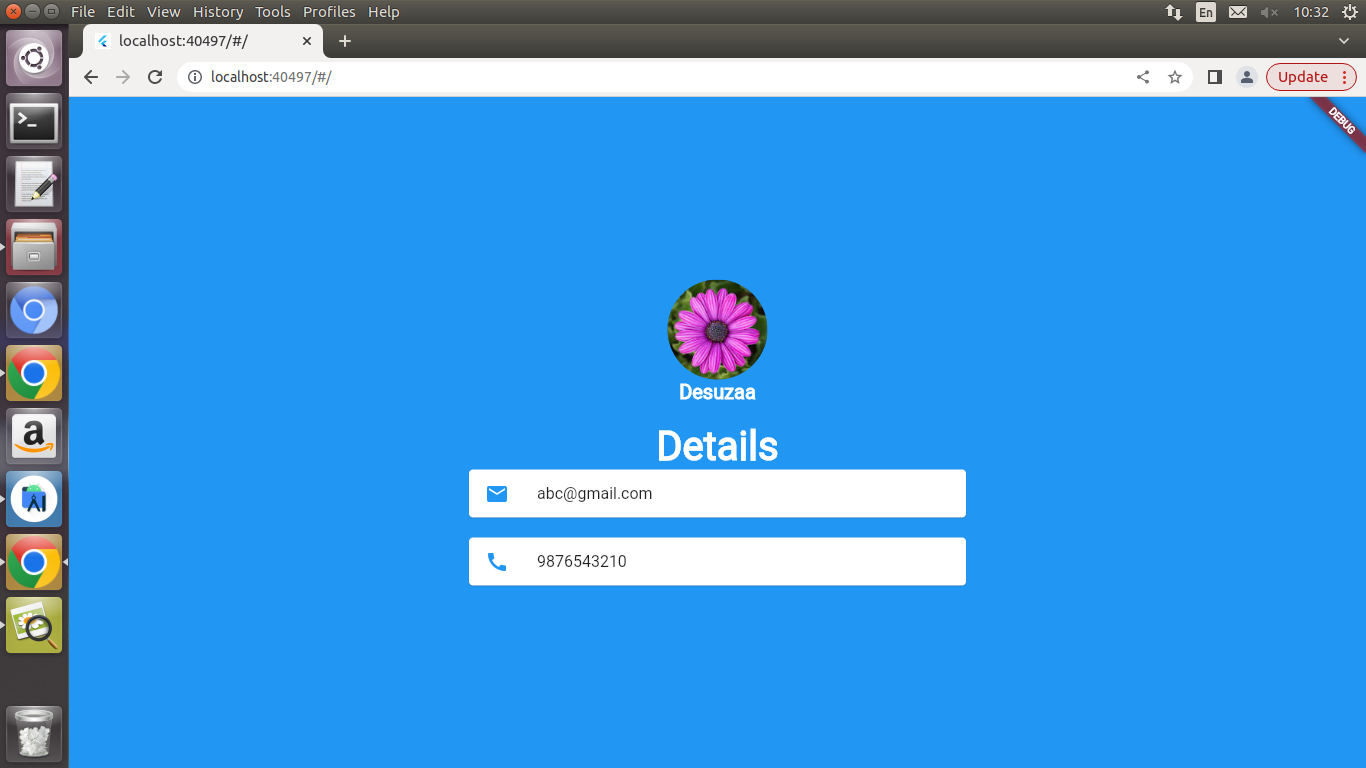 File Edit View History Tools Profiles Help
En
10:32
localhost:40497/#/
localhost:40497/#/
Update
DEBUG
Desuzaa
Details
abc@gmail.com
9876543210